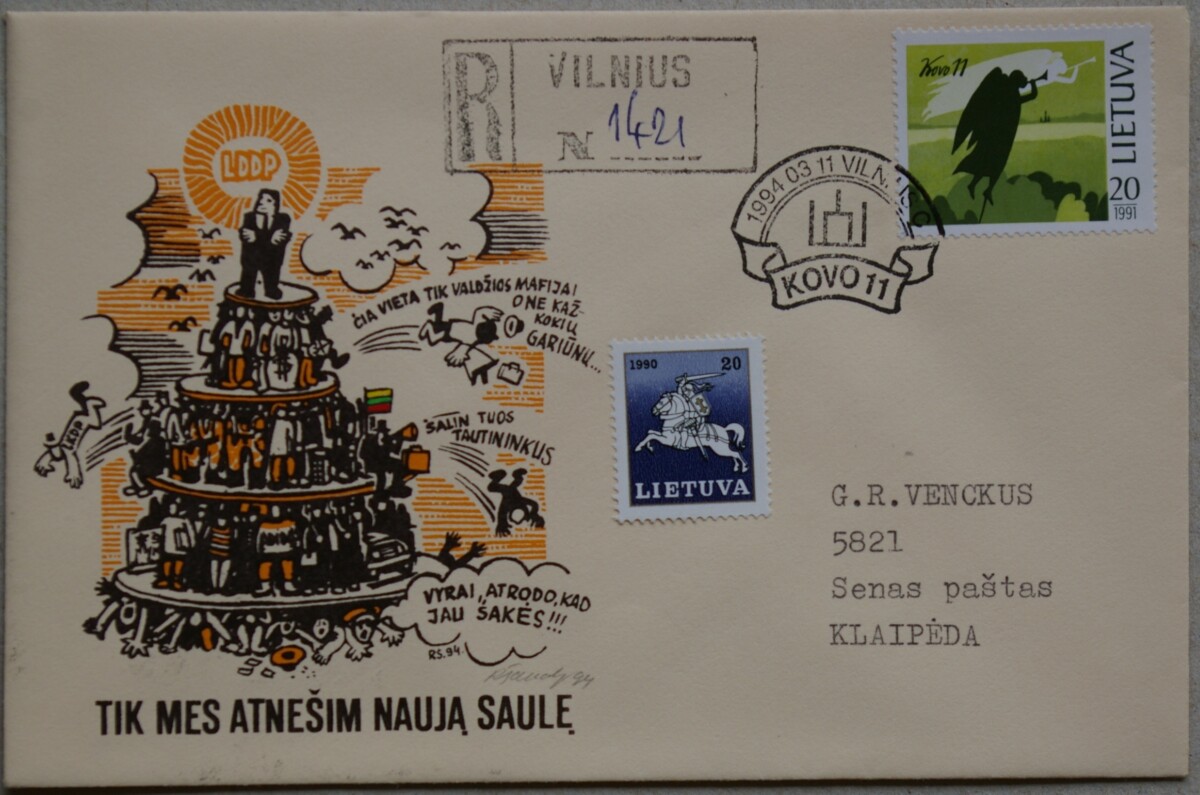 R
VILNIUS
N 1421
Kovo 11
LIETUVA
20
1991
1994 03 11 VILNIUS C
KOVO 11
LDDP
ČIA VIETA TIK VALDŽIOS MAFIJAI
O NE KAŽ-
KOKIŲ
GARIŪNŲ...
LKDP
ŠALIN TUOS
TAUTININKUS
VYRAI, ATRODO, KAD
JAU ŠAKĖS!!!
RS.94.
94
TIK MES ATNEŠIM NAUJĄ SAULĘ
1990 20
LIETUVA
G.R.VENCKUS
5821
Senas paštas
KLAIPĖDA